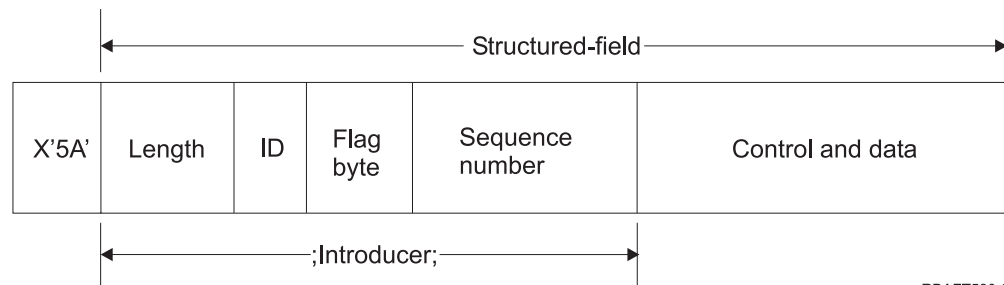 Structured-field
X'5A'
Length
ID
Flag
byte
Sequence
number
Control and data
;Introducer;